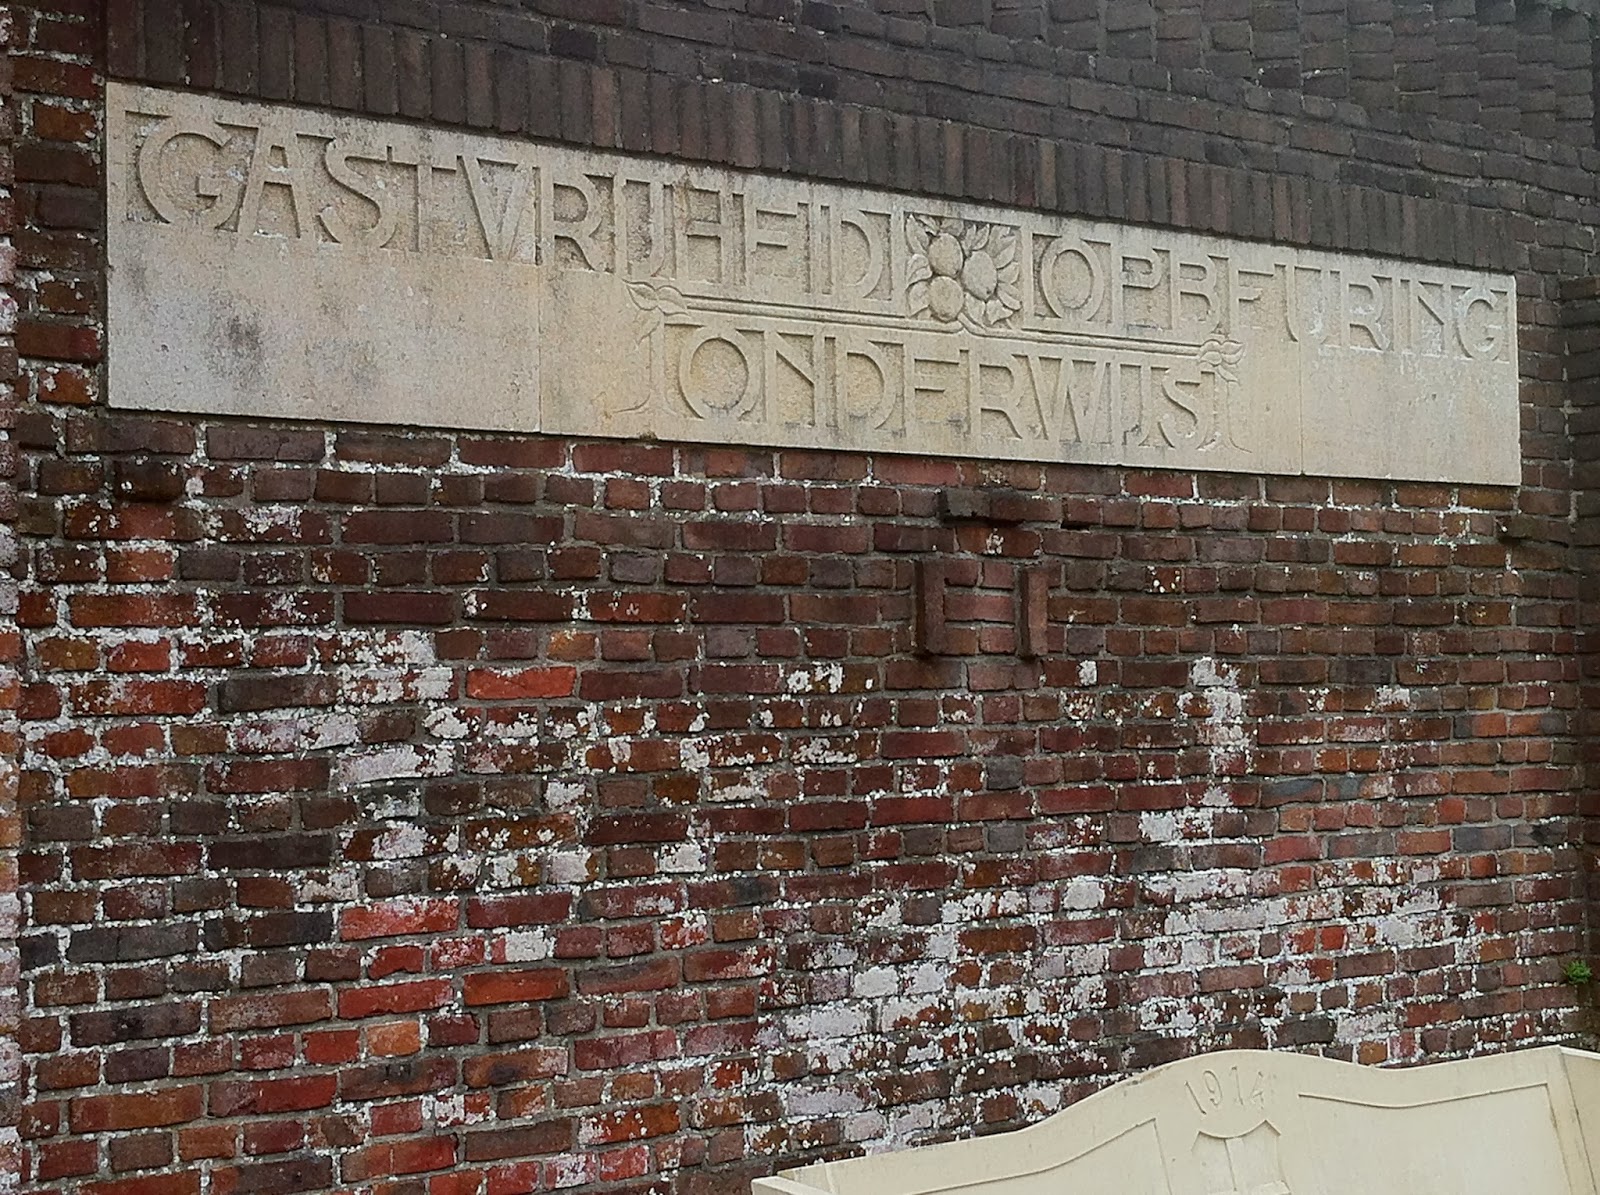 GASTVRIJHEID OPBEURING
ONDERWIJS
1914